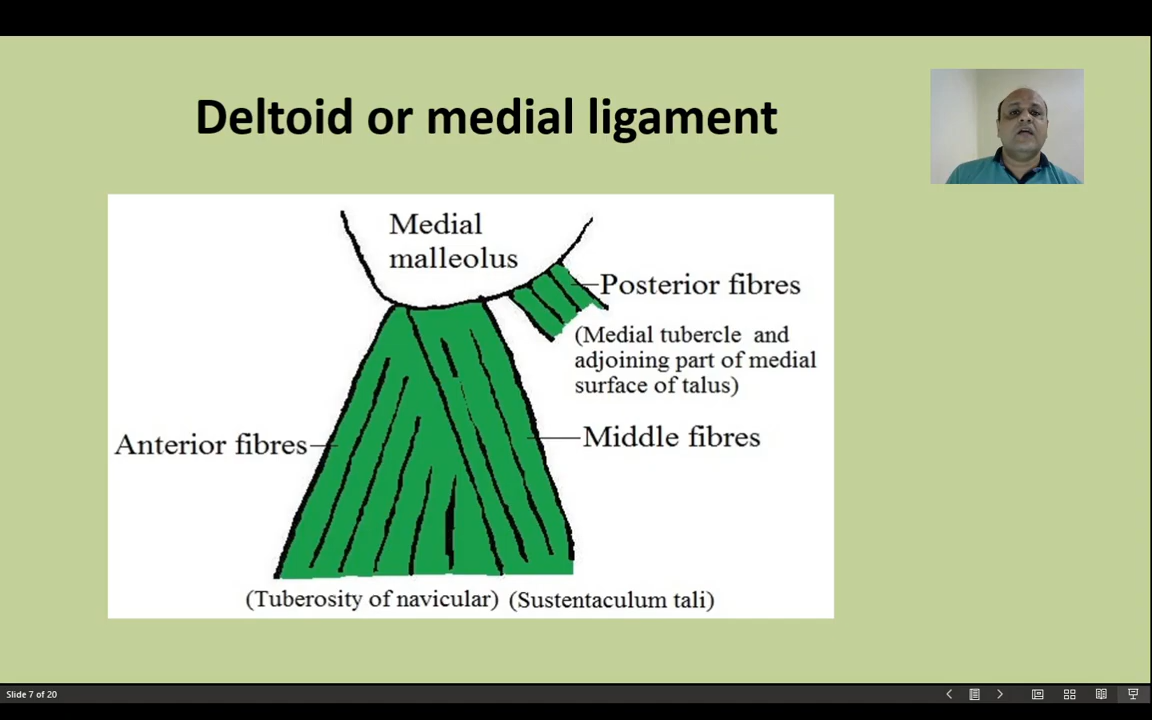 Deltoid or medial ligament
Medial
malleolus
Posterior fibres
(Medial tubercle and
adjoining part of medial
surface of talus)
Anterior fibres
Middle fibres
(Tuberosity of navicular) (Sustentaculum tali)
Slide 7 of 20